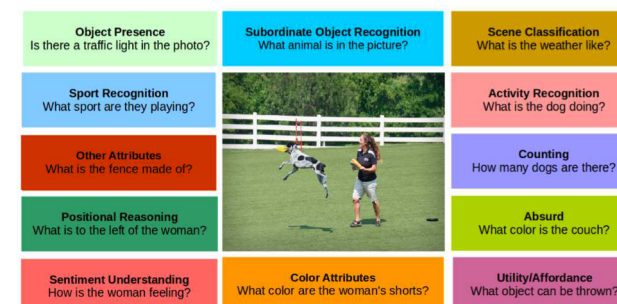 Object Presence
Is there a traffic light in the photo?
Subordinate Object Recognition
What animal is in the picture?
Scene Classification
What is the weather like?
Sport Recognition
What sport are they playing?
Activity Recognition
What is the dog doing?
Other Attributes
What is the fence made of?
Counting
How many dogs are there?
Positional Reasoning
What is to the left of the woman?
Absurd
What color is the couch?
Sentiment Understanding
How is the woman feeling?
Color Attributes
What color are the woman's shorts?
Utility/Affordance
What object can be thrown?